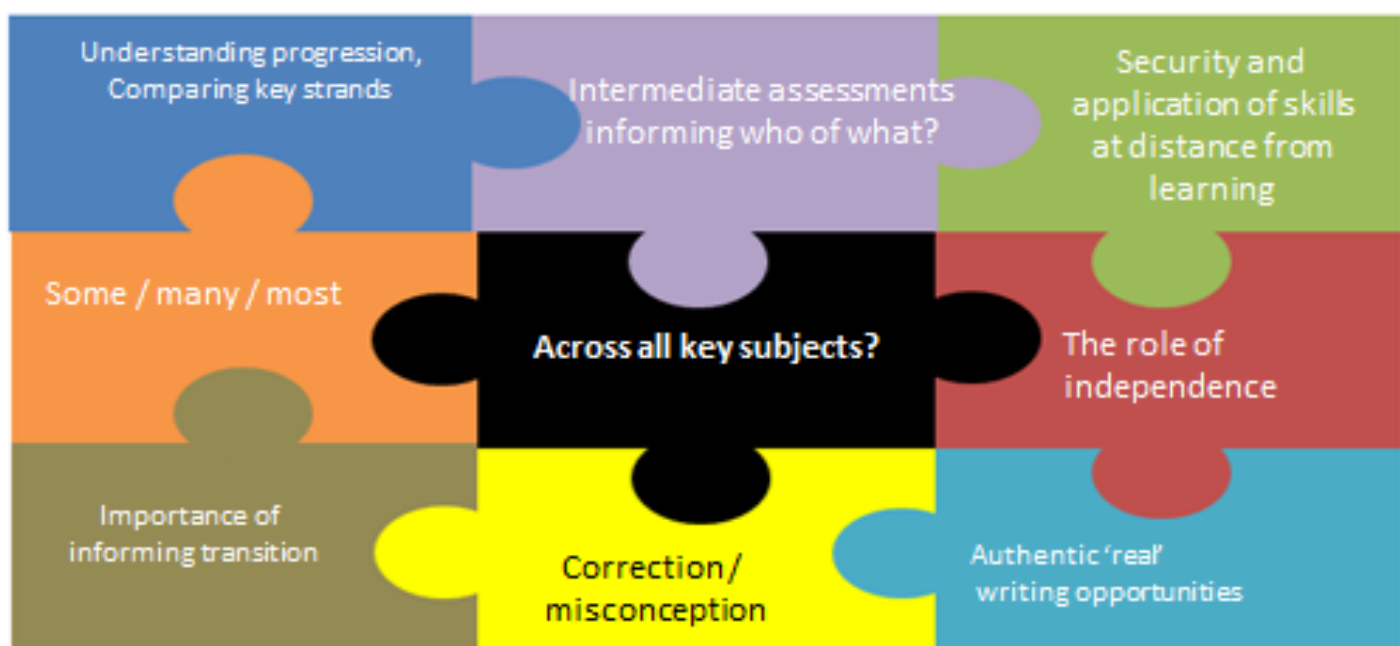 Understanding progression,
Comparing key strands
Intermediate assessments
informing who of what?
Security and
application of skills
at distance from
learning
Some / many / most
Across all key subjects?
The role of
independence
Importance of
informing transition
Correction /
misconception
Authentic ‘real’
writing opportunities